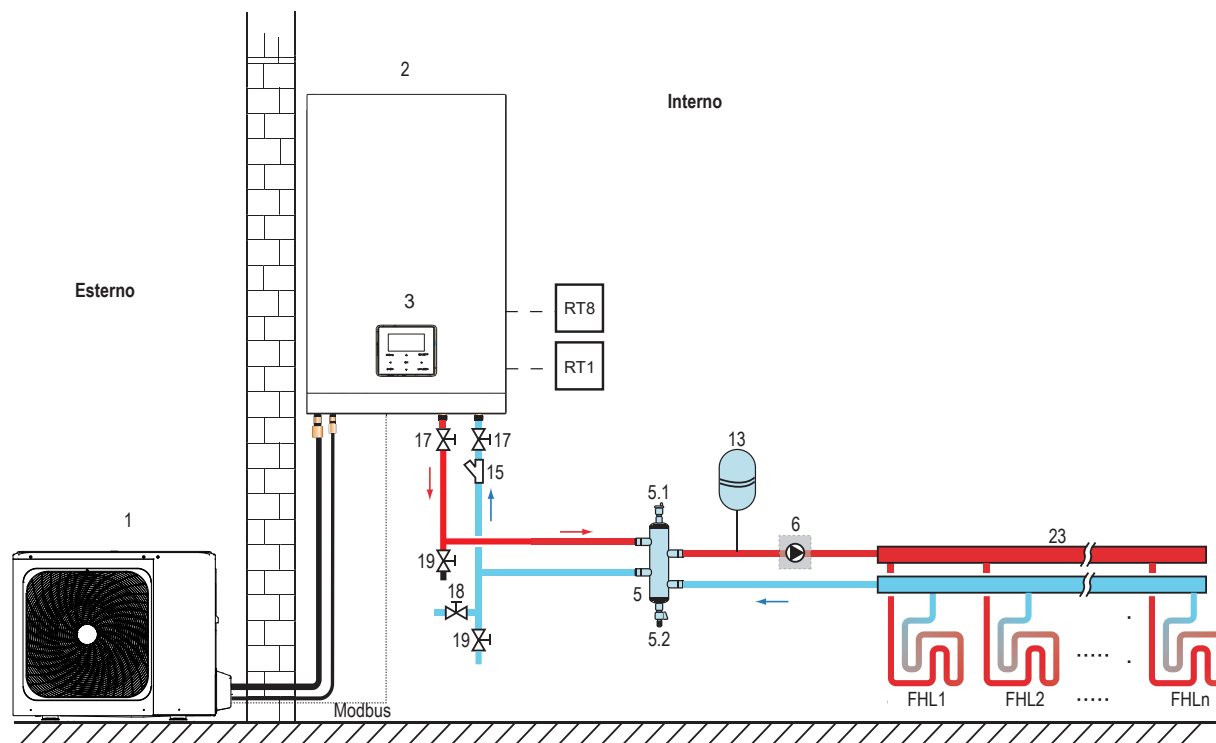 2
Interno
Esterno
3
RT8
RT1
17
17
15
13
5.1
6
23
1
19
18
5
19
5.2
FHL1
FHL2
.....
.....
FHLn
Modbus